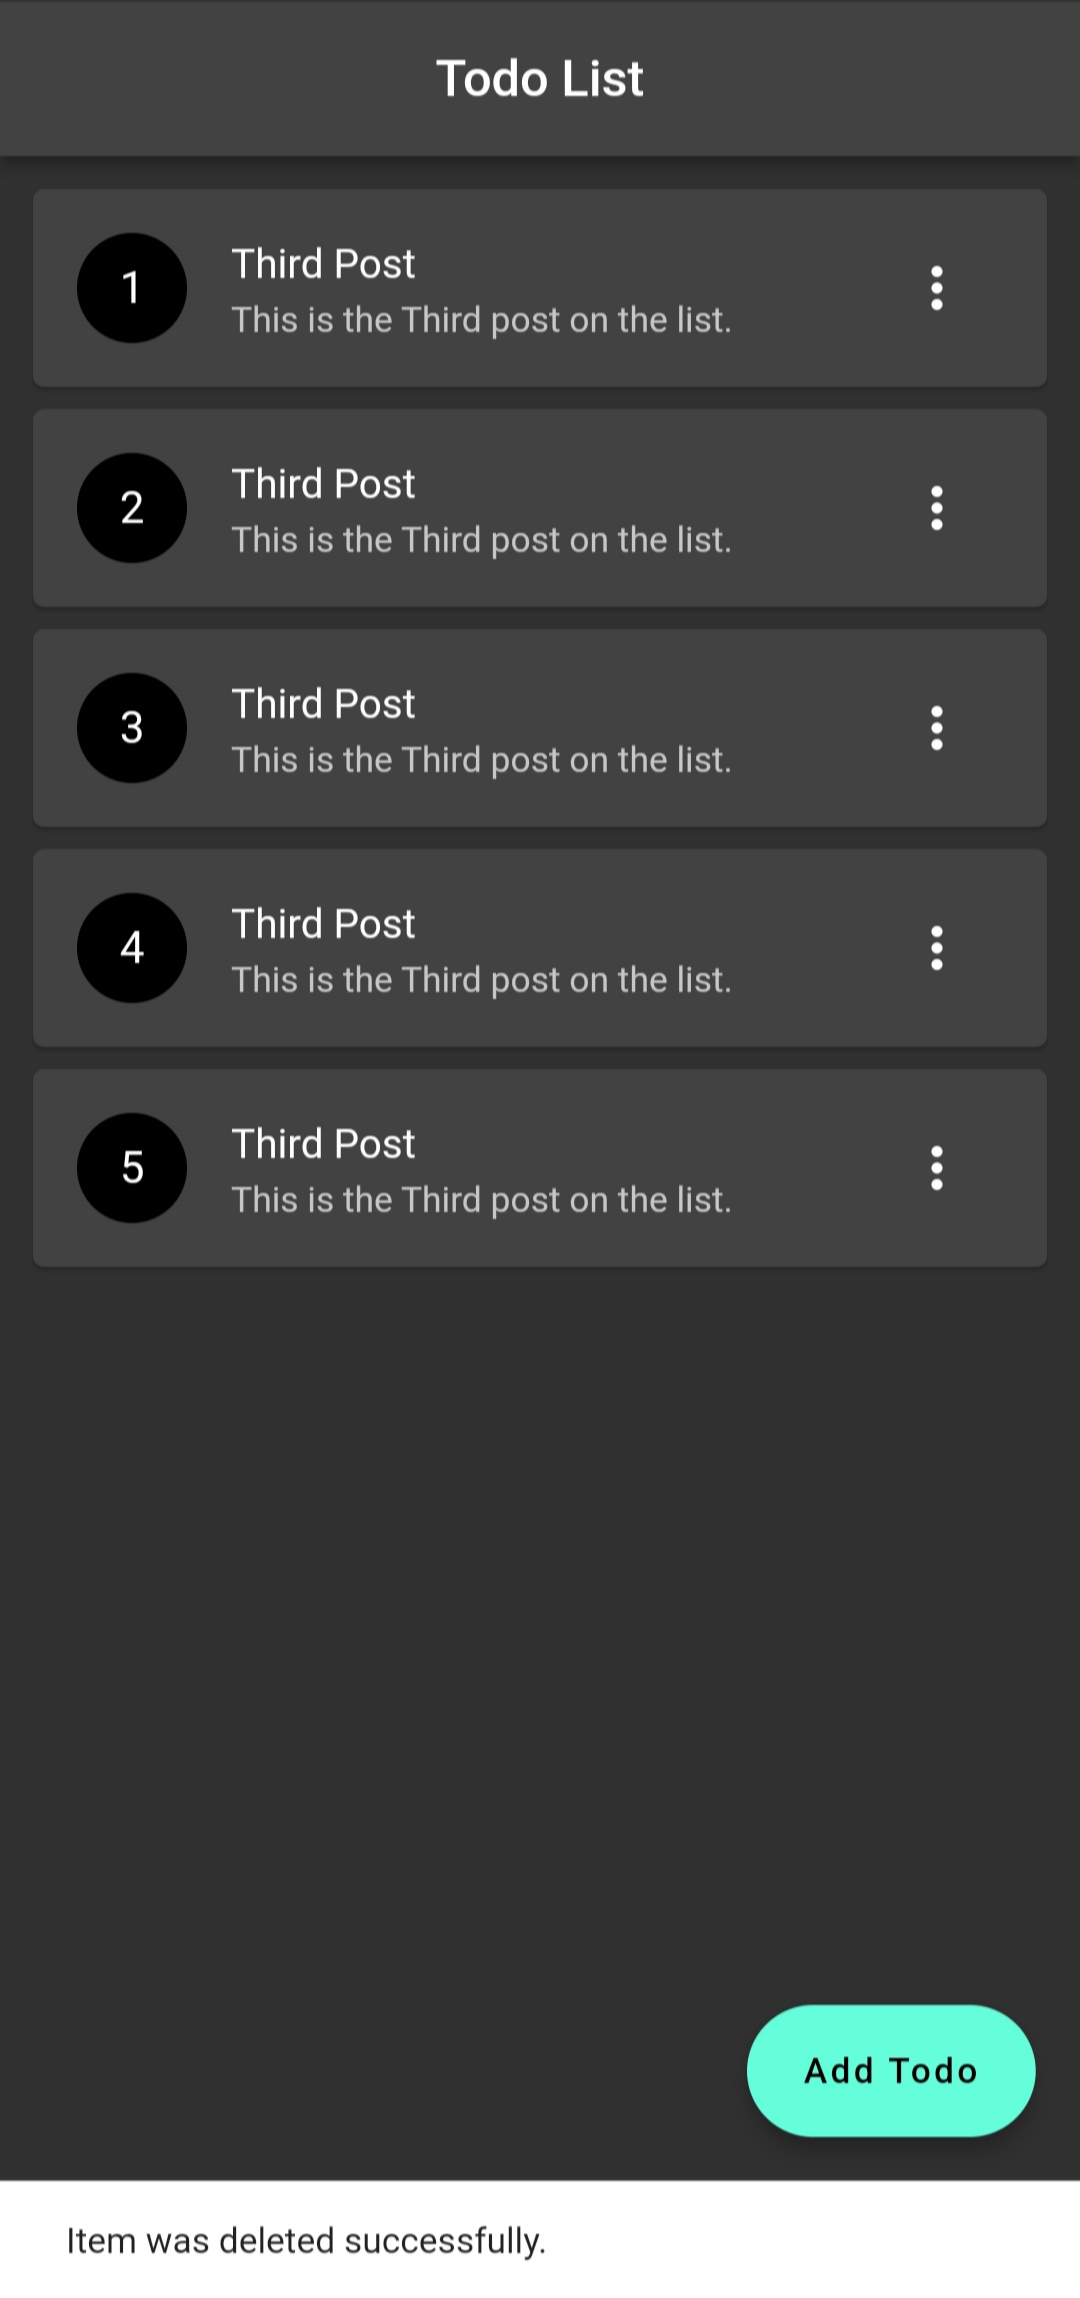 Todo List
1
Third Post
This is the Third post on the list.
2
Third Post
This is the Third post on the list.
3
Third Post
This is the Third post on the list.
4
Third Post
This is the Third post on the list.
5
Third Post
This is the Third post on the list.
Add Todo
Item was deleted successfully.